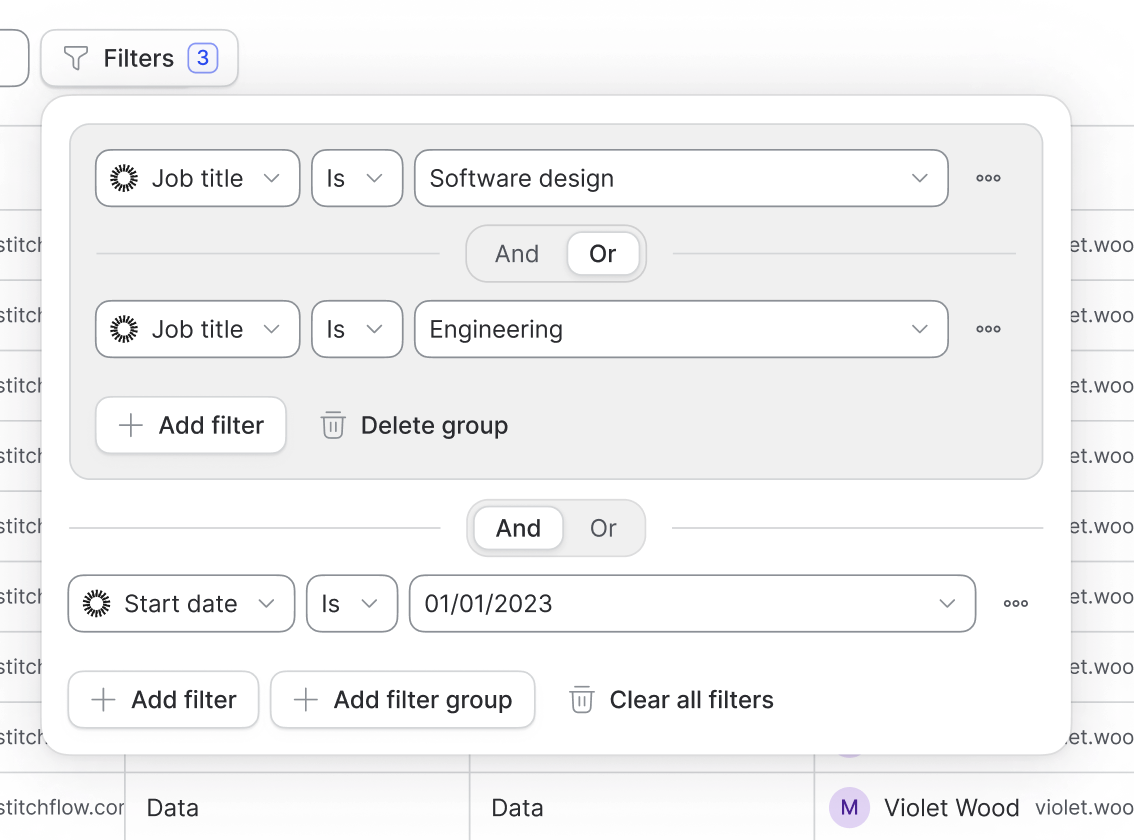 Filters 3
Job title Is Software design
And Or
Job title Is Engineering
Add filter Delete group
And Or
Start date Is 01/01/2023
Add filter Add filter group Clear all filters
stitch et.woo
stitch et.woo
stitch et.woo
stitch et.woo
stitch et.woo
stitch et.woo
stitch et.woo
stitch et.woo
stitchflow.cor Data Data M Violet Wood violet.woo